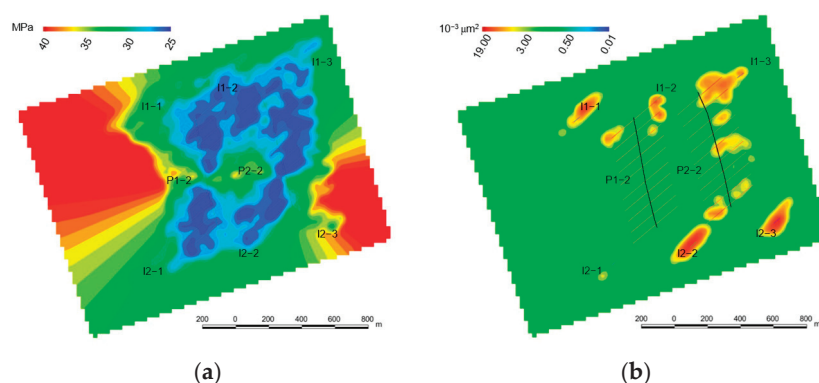 MPa
40 35 30 25
I1-3
I1-2
I1-1
P1-2
P2-2
I2-3
I2-2
I2-1
200 0 200 400 600 800
m
(a)
10⁻³ μm²
19.00 3.00 0.50 0.01
I1-3
I1-2
I1-1
P1-2
P2-2
I2-3
I2-2
I2-1
200 0 200 400 600 800
m
(b)